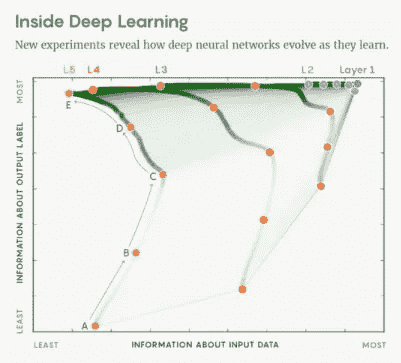 Inside Deep Learning
New experiments reveal how deep neural networks evolve as they learn.
L5 L4 L3 L2 Layer 1
MOST
E
D
C
B
A
INFORMATION ABOUT OUTPUT LABEL
LEAST
LEAST INFORMATION ABOUT INPUT DATA MOST